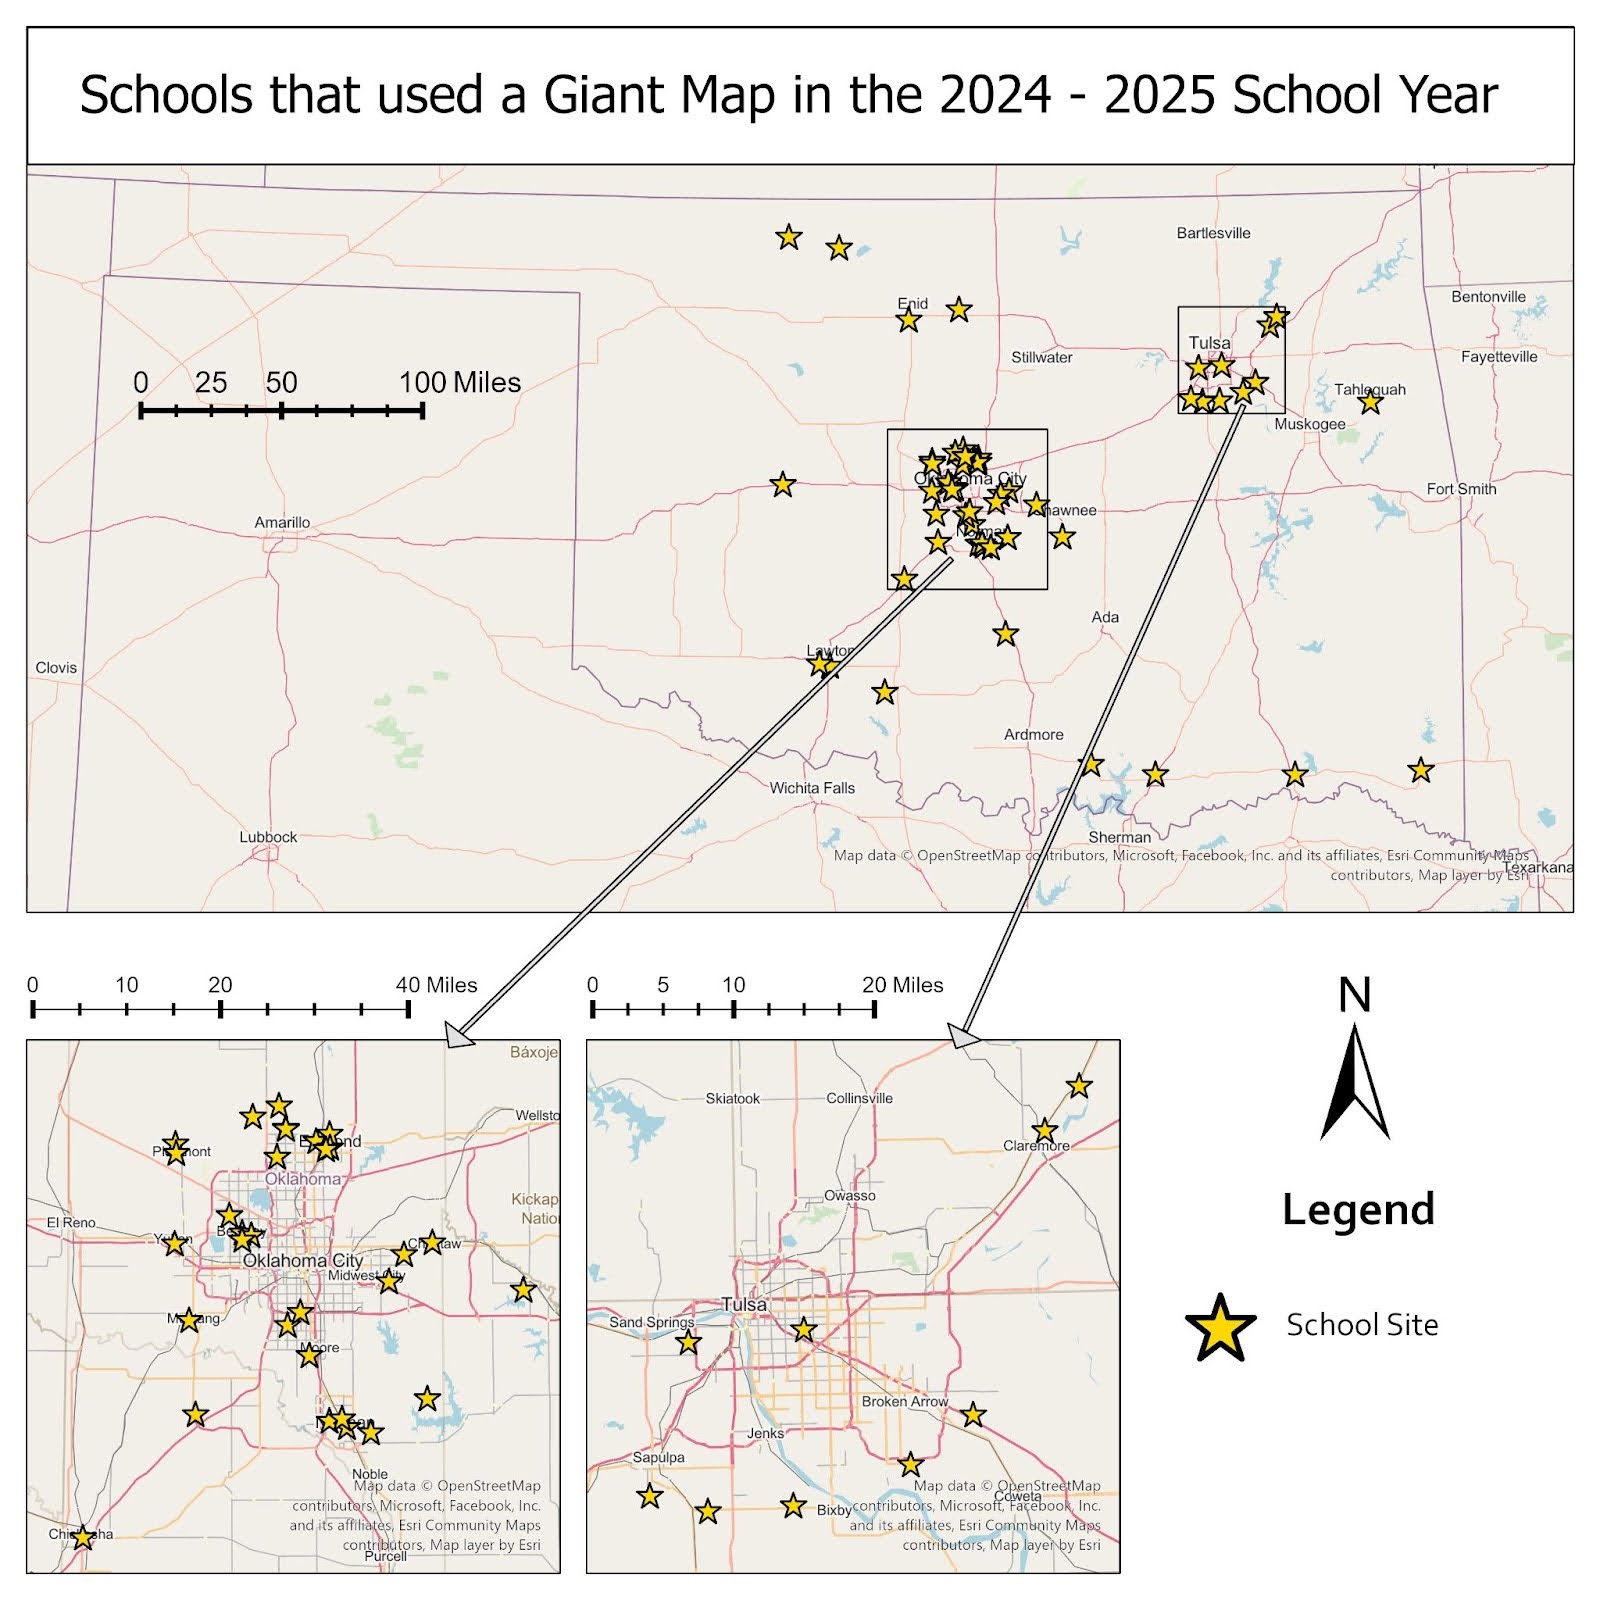 Schools that used a Giant Map in the 2024 - 2025 School Year
Bartlesville
Bentonville
Enid
Tulsa
Stillwater
Fayetteville
0 25 50 100 Miles
Tahlequah
Muskogee
Oklahoma City
Fort Smith
Shawnee
Amarillo
Norman
Ada
Lawton
Clovis
Ardmore
Wichita Falls
Lubbock
Sherman
Map data © OpenStreetMap contributors, Microsoft, Facebook, Inc. and its affiliates, Esri Community Maps
contributors, Map layer by Esri
Texarkana
0 10 20 40 Miles
0 5 10 20 Miles
N
Báxoje
Wellsto
Edmond
Piedmont
Oklahoma
Kickap
Natio
El Reno
Bethany
Yukon
Choctaw
Oklahoma City
Midwest City
Mustang
Moore
Norman
Noble
Map data © OpenStreetMap
contributors, Microsoft, Facebook, Inc.
and its affiliates, Esri Community Maps
contributors, Map layer by Esri
Chickasha
Purcell
Skiatook
Collinsville
Claremore
Owasso
Tulsa
Sand Springs
Broken Arrow
Jenks
Sapulpa
Map data © OpenStreetMap
Coweta
contributors, Microsoft, Facebook, Inc.
Bixby
and its affiliates, Esri Community Maps
contributors, Map layer by Esri
Legend
School Site